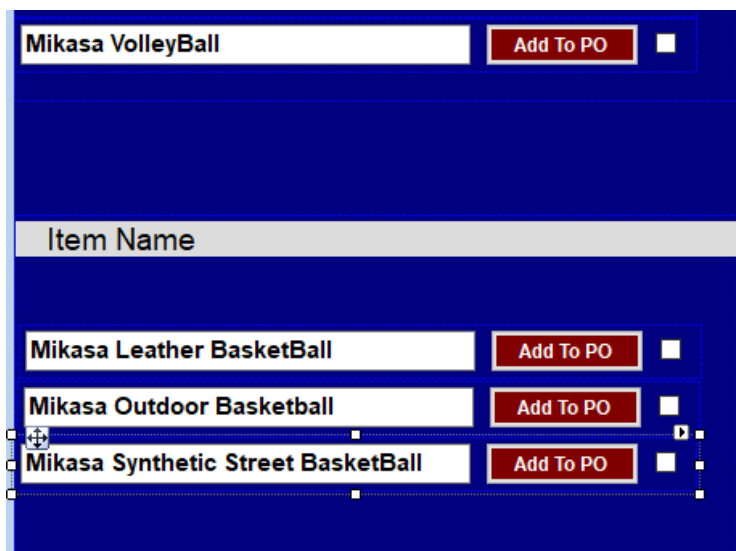 Mikasa VolleyBall Add To PO
Item Name
Mikasa Leather BasketBall Add To PO
Mikasa Outdoor Basketball Add To PO
Mikasa Synthetic Street BasketBall Add To PO